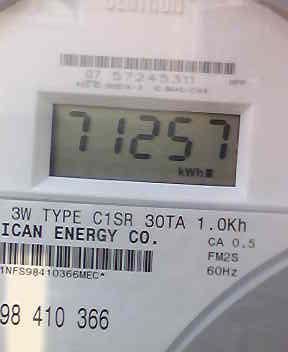 CENTRON
07 57245311
71257
kWh
3W TYPE C1SR 30TA 1.0Kh
ICAN ENERGY CO.
CA 0.5
FM2S
60Hz
1NFS98410366MEC*
98 410 366